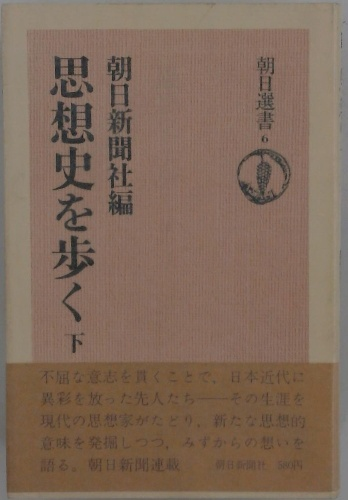 朝日選書 6
朝日新聞社編
思想史を歩く 下
不屈な意志を貫くことで、日本近代に
異彩を放った先人たち——その生涯を
現代の思想家がたどり、新たな思想的
意味を発掘しつつ、みずからの想いを
語る。朝日新聞連載
朝日新聞社 580円